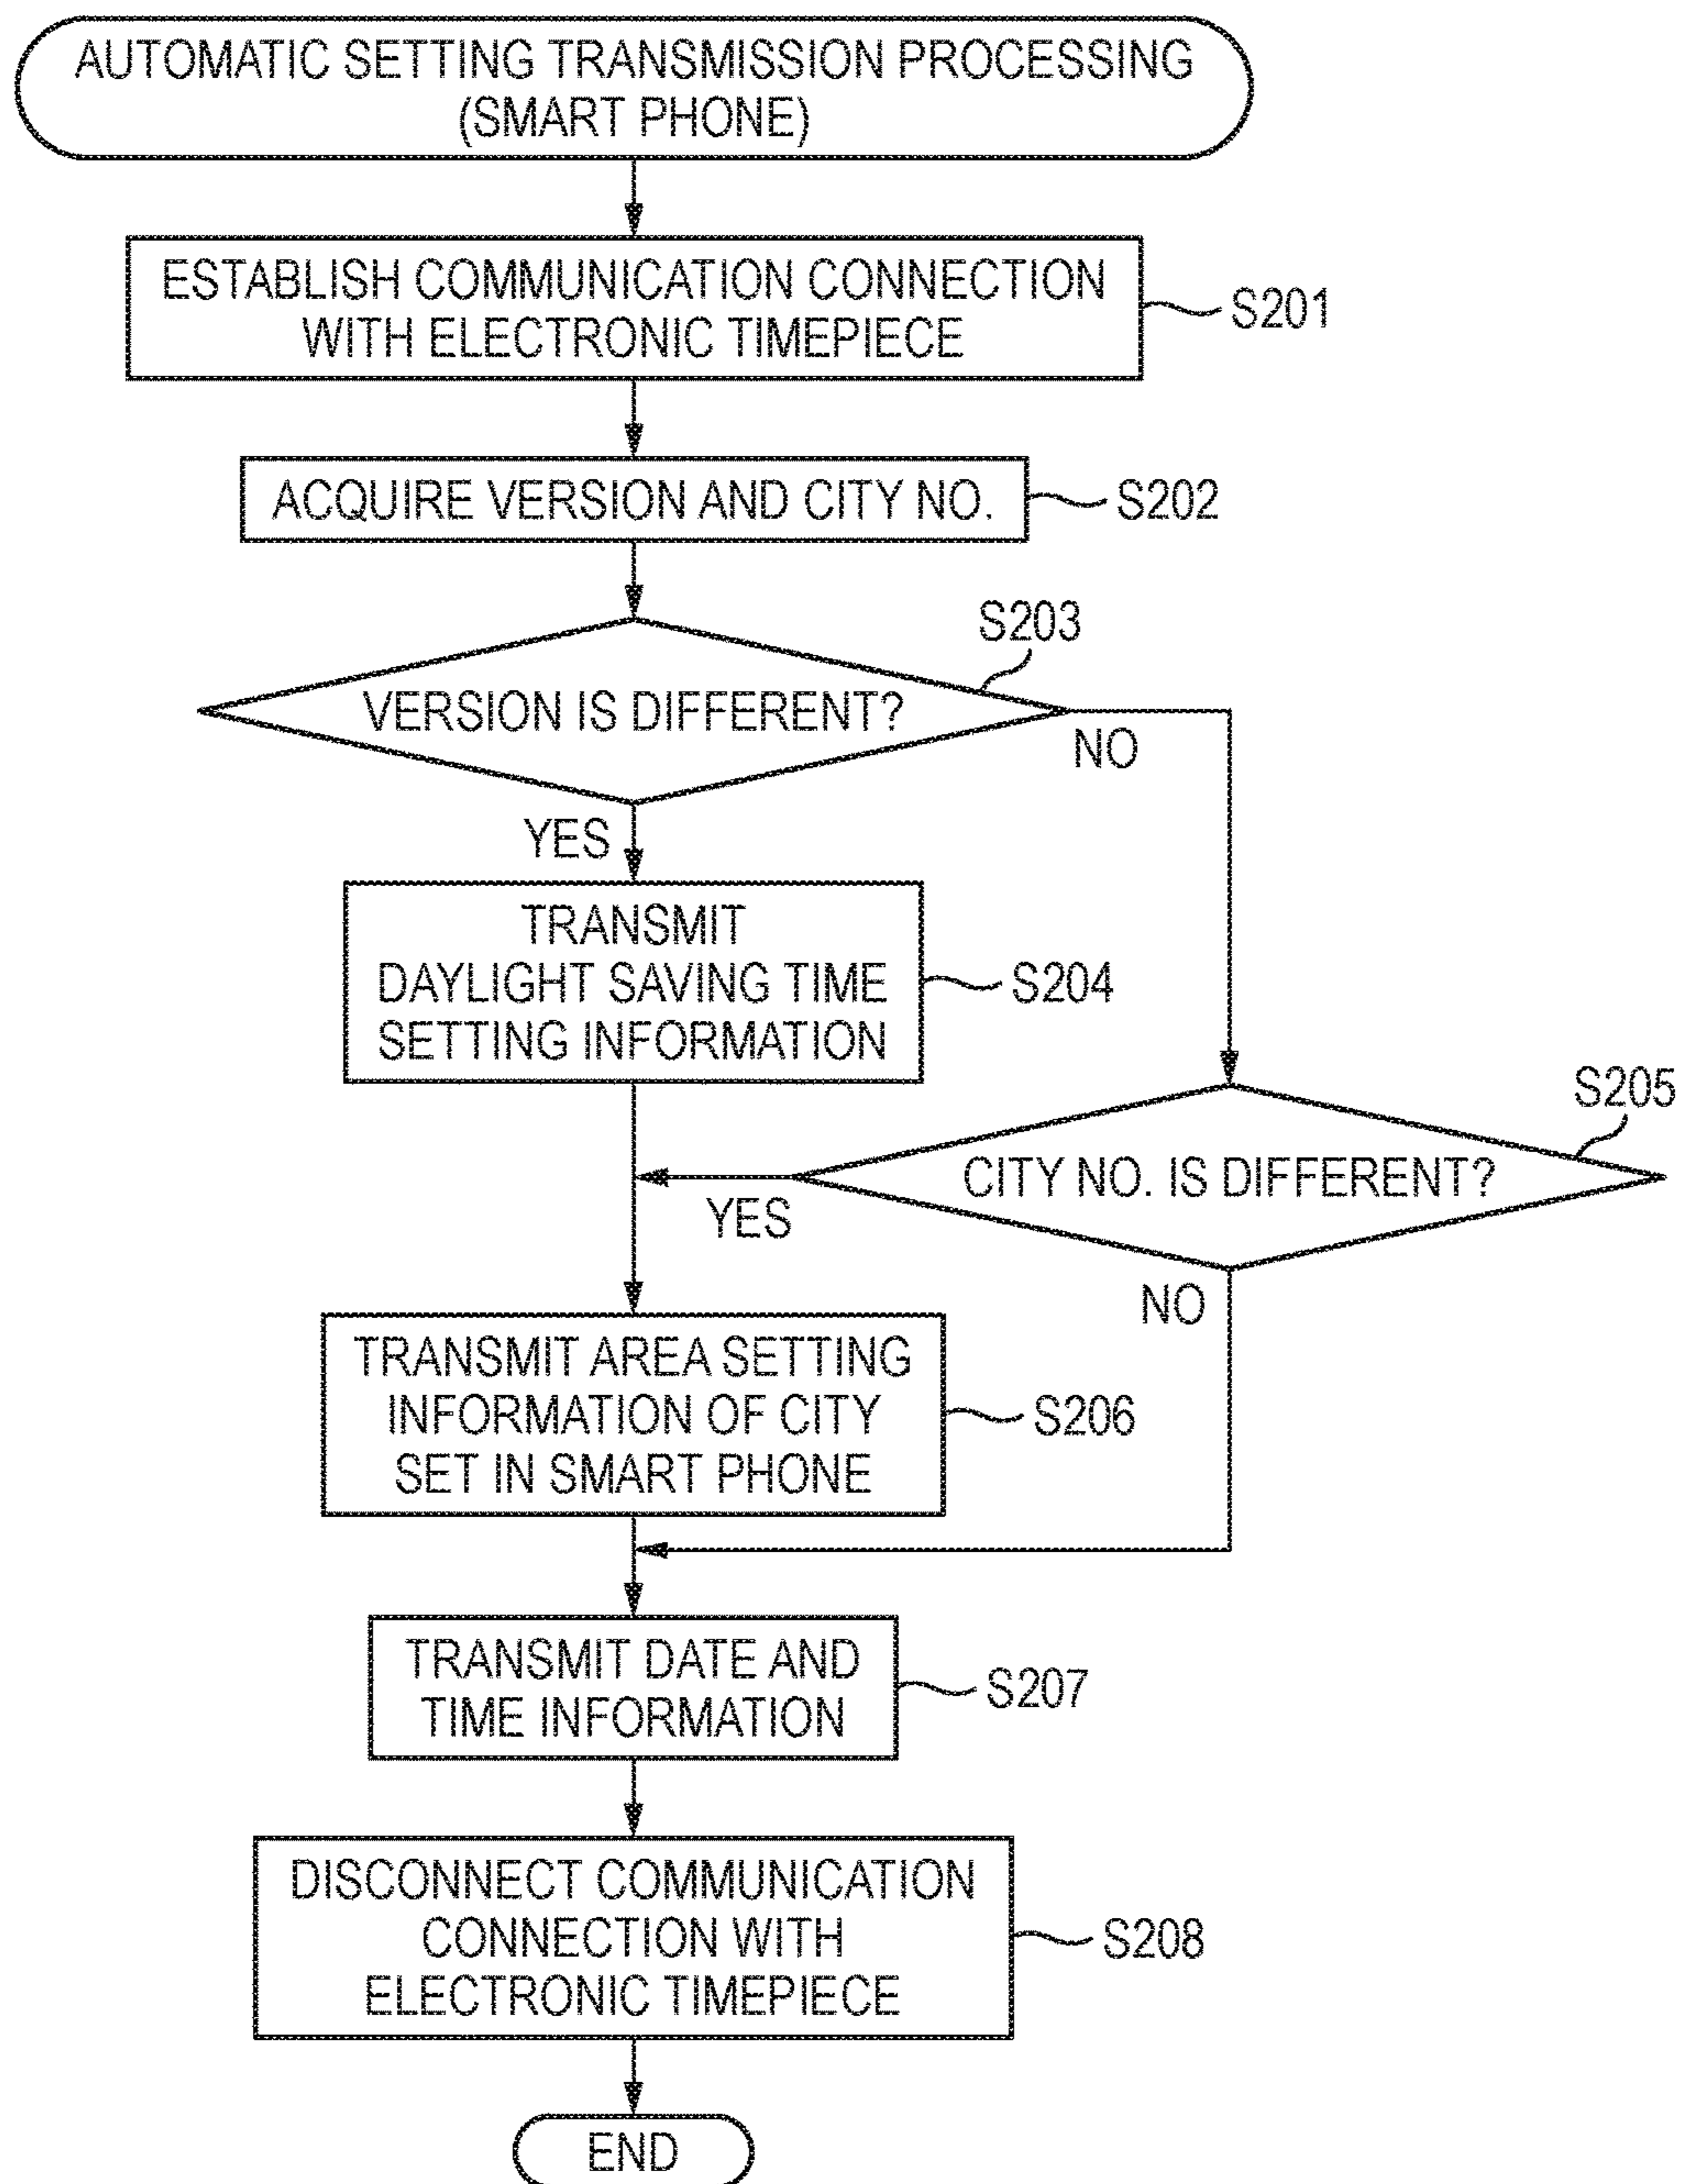 AUTOMATIC SETTING TRANSMISSION PROCESSING
(SMART PHONE)
ESTABLISH COMMUNICATION CONNECTION
WITH ELECTRONIC TIMEPIECE
S201
ACQUIRE VERSION AND CITY NO.
S202
S203
VERSION IS DIFFERENT?
NO
YES
TRANSMIT
DAYLIGHT SAVING TIME
SETTING INFORMATION
S204
S205
CITY NO. IS DIFFERENT?
YES
NO
TRANSMIT AREA SETTING
INFORMATION OF CITY
SET IN SMART PHONE
S206
TRANSMIT DATE AND
TIME INFORMATION
S207
DISCONNECT COMMUNICATION
CONNECTION WITH
ELECTRONIC TIMEPIECE
S208
END